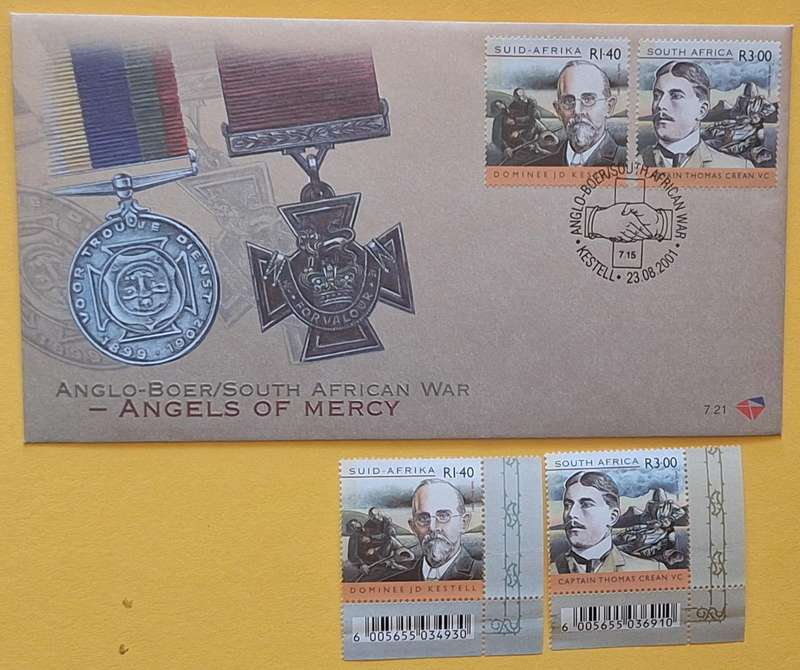 SUID-AFRIKA R1·40
DOMINEE JD KESTELL
SOUTH AFRICA R3·00
CAPTAIN THOMAS CREAN VC
ANGLO-BOER/SOUTH AFRICAN WAR
7.15
• KESTELL • 23.08.2001 •
VOOR TROUWE DIENST
1899 · 1902
FOR VALOUR
ANGLO-BOER/SOUTH AFRICAN WAR
– ANGELS OF MERCY
7.21
SUID-AFRIKA R1·40
DOMINEE JD KESTELL
6 005655 034930
SOUTH AFRICA R3·00
CAPTAIN THOMAS CREAN VC
6 005655 036910